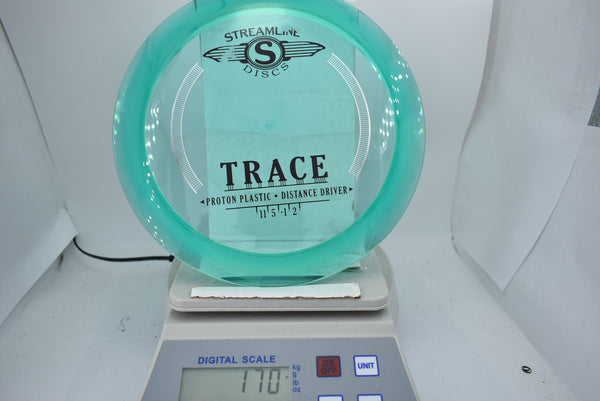 STREAMLINE
S
DISCS
TRACE
PROTON PLASTIC • DISTANCE DRIVER
11 5 -1 2
DIGITAL SCALE
ON
OFF
UNIT
kg
g
lb
oz
170